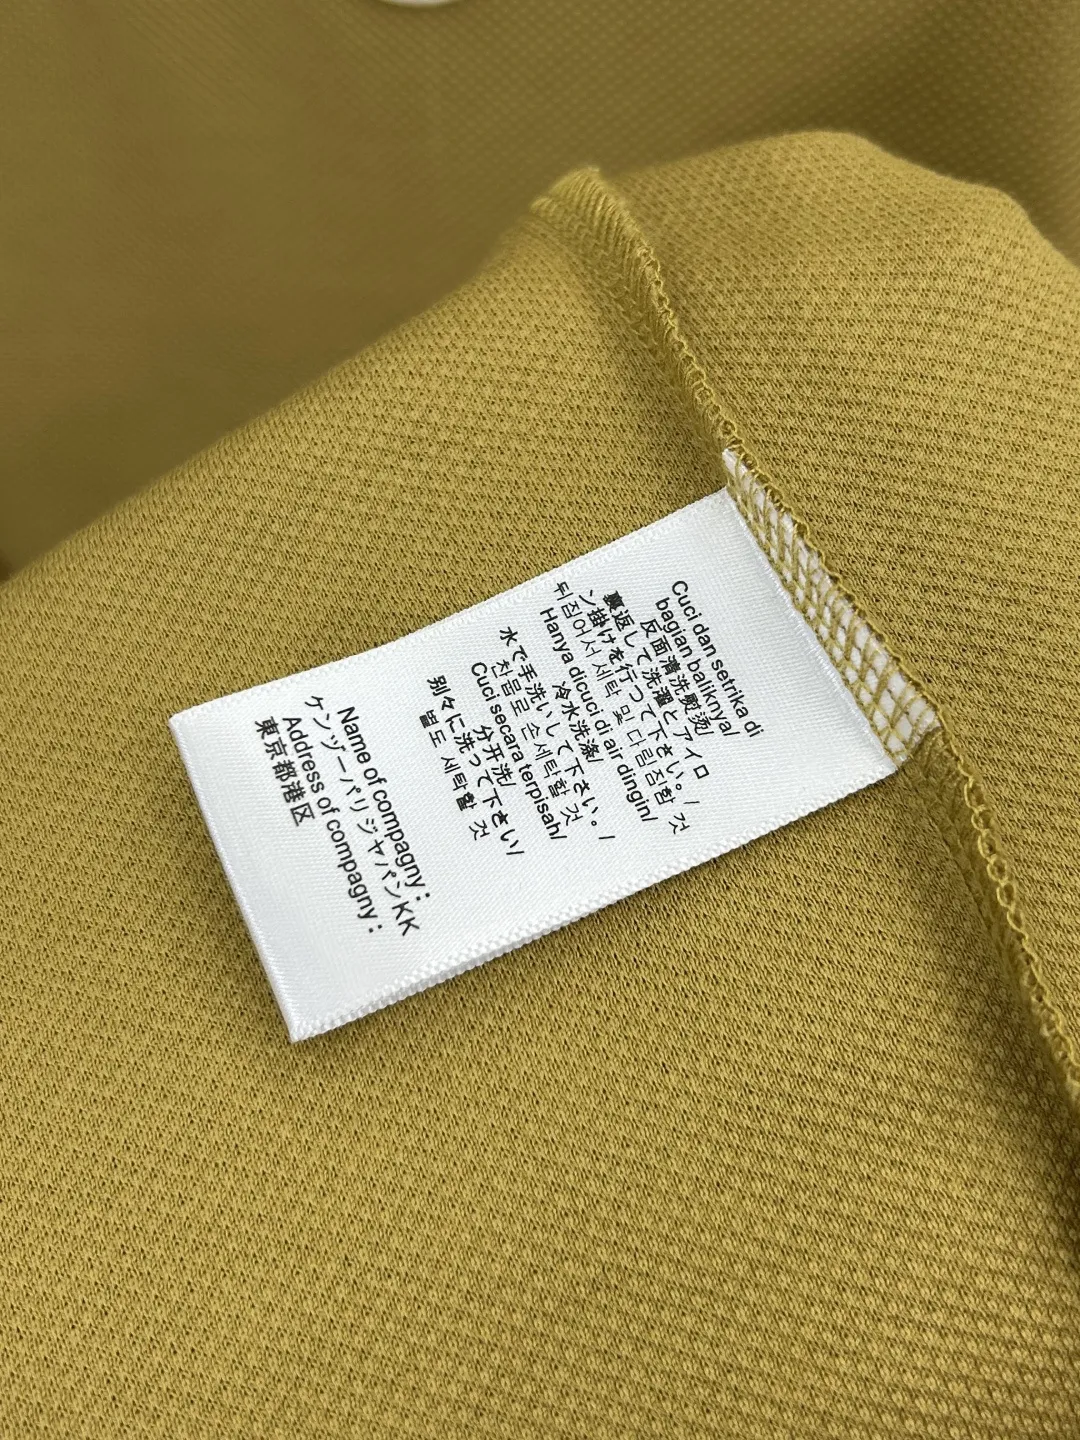 Cuci dan setrika di
bagian baliknya/
反面清洗熨烫/
裏返して洗濯とアイロ
ン掛けを行つて下さい。/
뒤집어서 세탁 및 다림질할 것
Hanya dicuci di air dingin/
冷水洗涤/
水で手洗いして下さい。/
찬물로 손세탁할 것
Cuci secara terpisah/
分开洗/
别々に洗って下さい/
별도 세탁할 것
Name of compagny :
ケンヅーパリジャパンKK
Address of compagny :
東京都港区